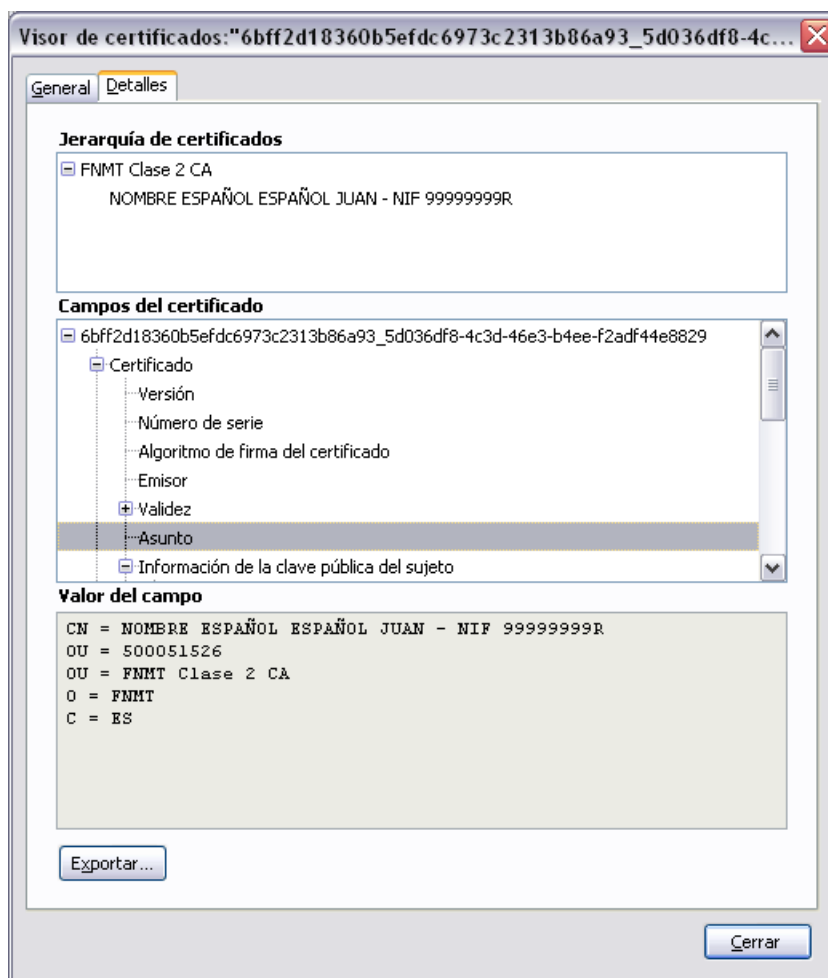 Visor de certificados:"6bff2d18360b5efdc6973c2313b86a93_5d036df8-4c...
General Detalles
Jerarquía de certificados
FNMT Clase 2 CA
NOMBRE ESPAÑOL ESPAÑOL JUAN - NIF 99999999R
Campos del certificado
6bff2d18360b5efdc6973c2313b86a93_5d036df8-4c3d-46e3-b4ee-f2adf44e8829
Certificado
Versión
Número de serie
Algoritmo de firma del certificado
Emisor
Validez
Asunto
Información de la clave pública del sujeto
Valor del campo
CN = NOMBRE ESPAÑOL ESPAÑOL JUAN - NIF 99999999R
OU = 500051526
OU = FNMT Clase 2 CA
O = FNMT
C = ES
Exportar...
Cerrar